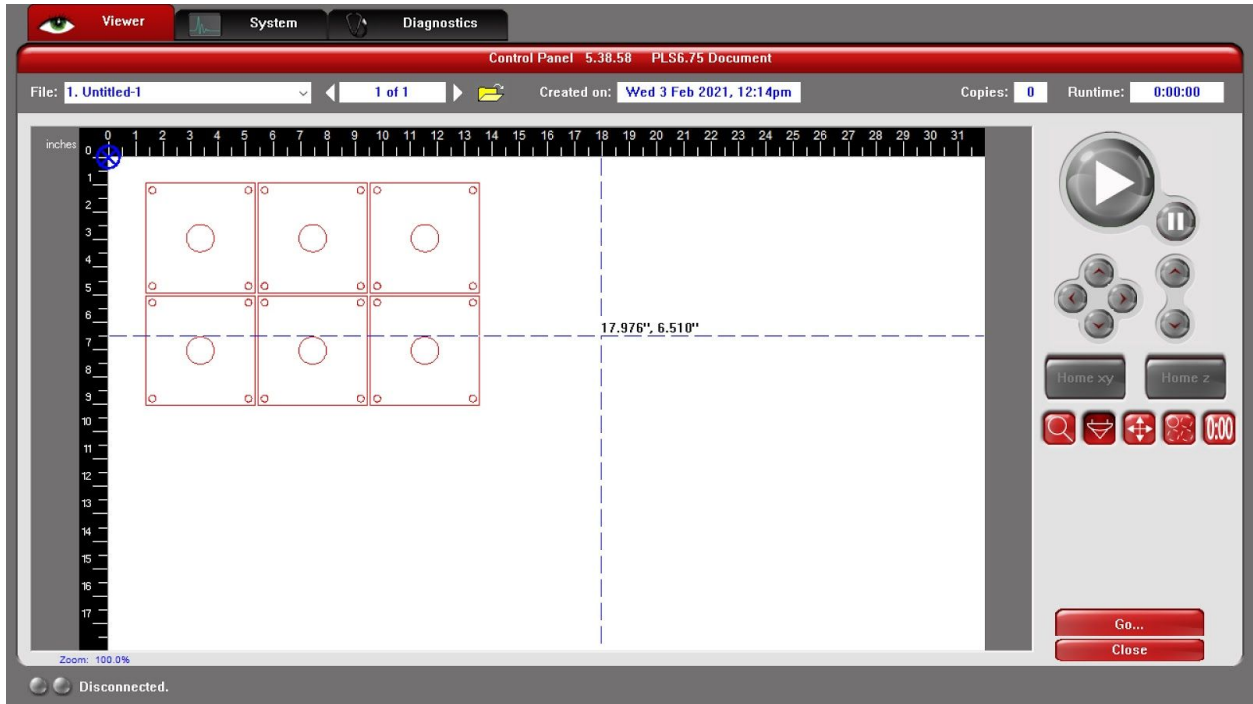 Viewer System Diagnostics
Control Panel 5.38.58 PLS6.75 Document
File: 1. Untitled-1 1 of 1 Created on: Wed 3 Feb 2021, 12:14pm Copies: 0 Runtime: 0:00:00
inches 0 1 2 3 4 5 6 7 8 9 10 11 12 13 14 15 16 17 18 19 20 21 22 23 24 25 26 27 28 29 30 31
0
1
2
3
4
5
6
7
8
9
10
11
12
13
14
15
16
17
17.976", 6.510"
Home xy Home z
0:00
Go...
Close
Zoom: 100.0%
Disconnected.